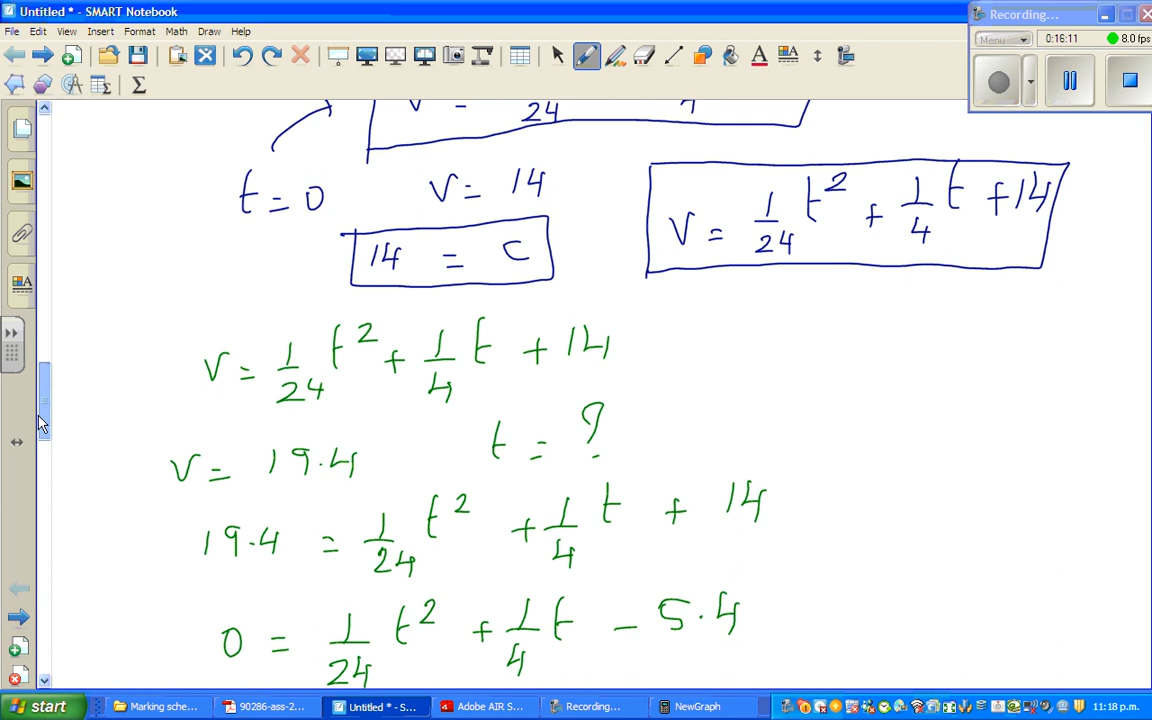 Untitled * - SMART Notebook
Recording...
File Edit View Insert Format Math Draw Help
Menu
0:16:11
8.0 fps
24
t = 0
v = 14
14 = C
v = 1/24 t² + 1/4 t + 14
v = 1/24 t² + 1/4 t + 14
v = 19.4
t = ?
19.4 = 1/24 t² + 1/4 t + 14
0 = 1/24 t² + 1/4 t - 5.4
start
Marking sche...
90286-ass-2...
Untitled * - S...
Adobe AIR S...
Recording...
NewGraph
11:18 p.m.